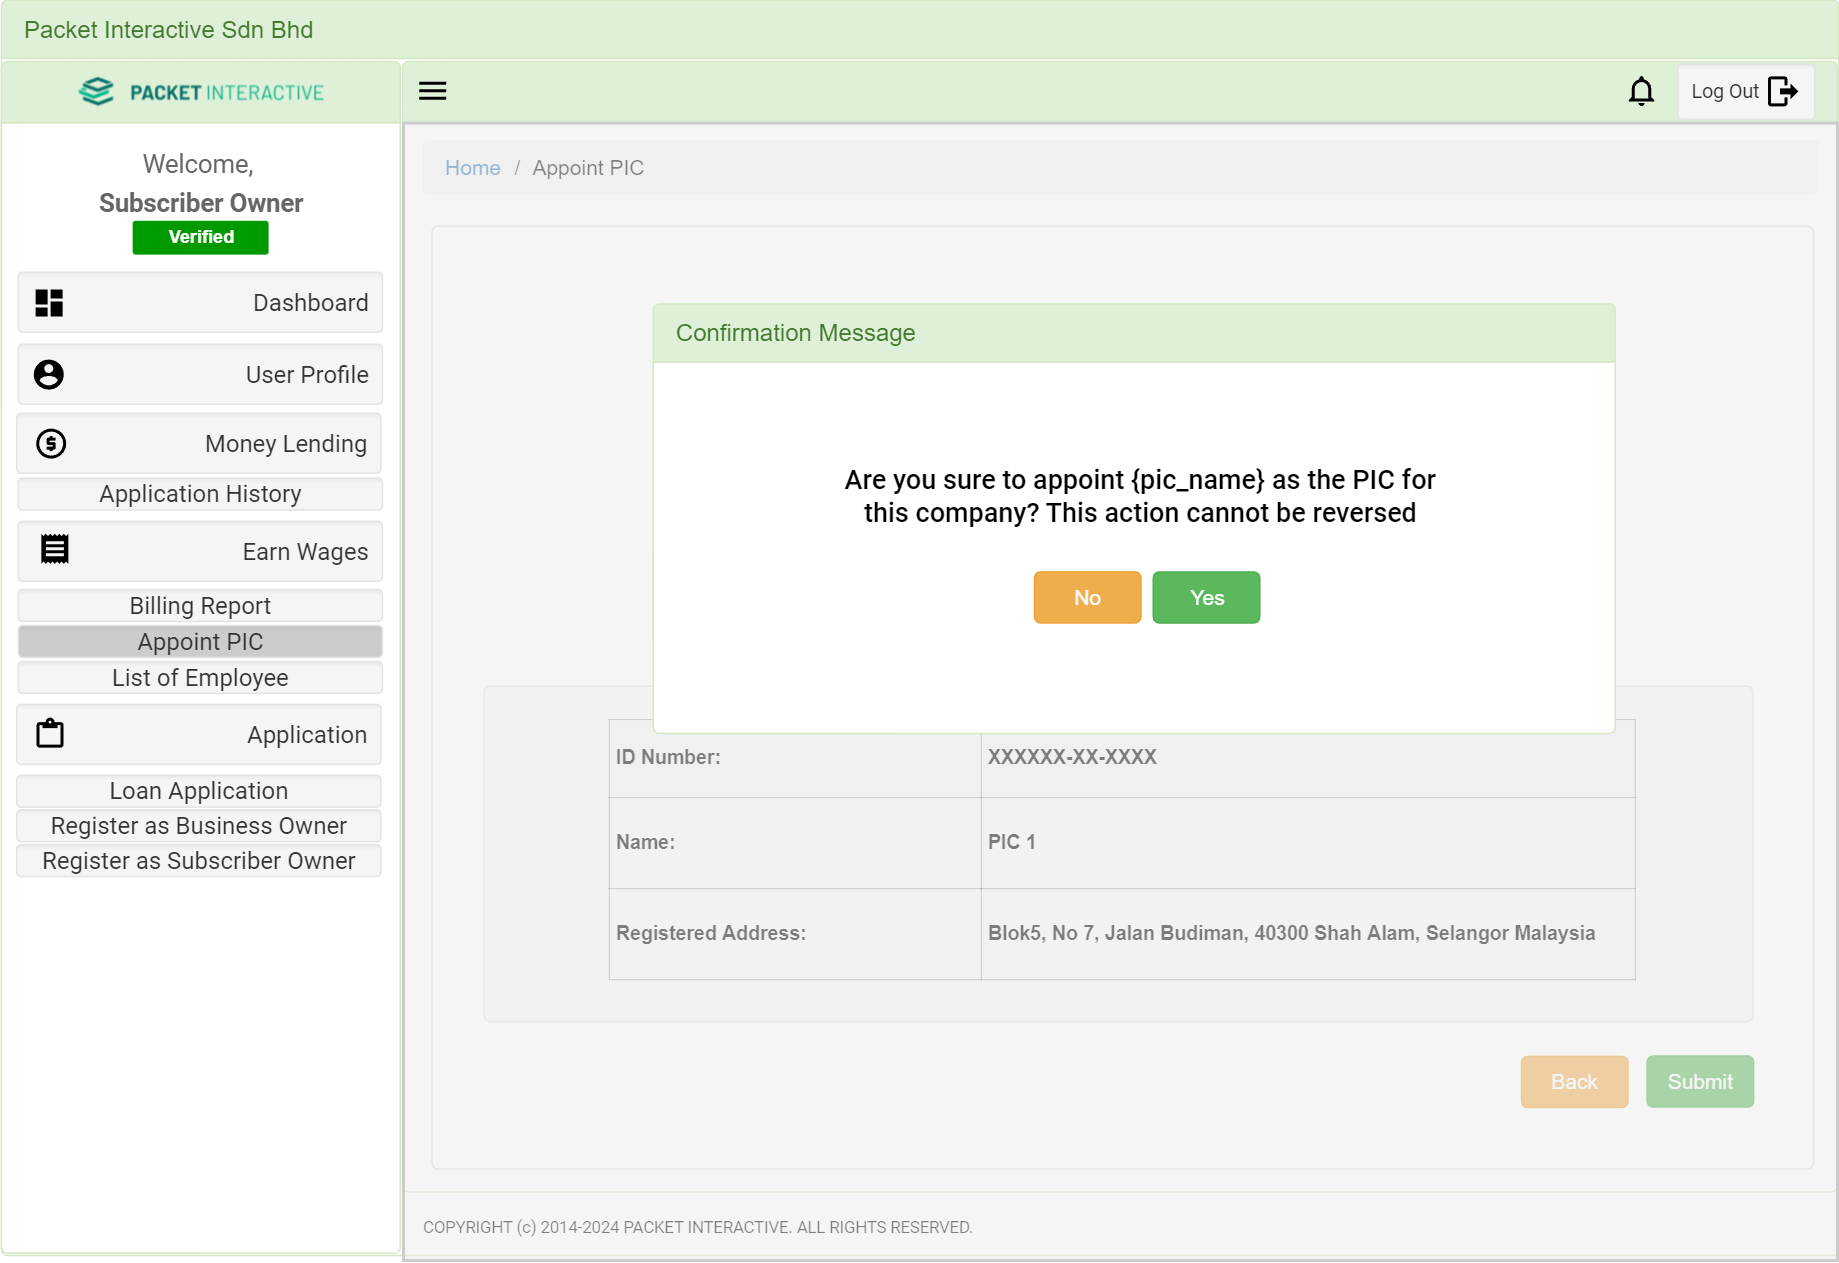 Packet Interactive Sdn Bhd
PACKET INTERACTIVE
Log Out
Welcome,
Subscriber Owner
Verified
Dashboard
User Profile
Money Lending
Application History
Earn Wages
Billing Report
Appoint PIC
List of Employee
Application
Loan Application
Register as Business Owner
Register as Subscriber Owner
Home / Appoint PIC
Confirmation Message
Are you sure to appoint {pic_name} as the PIC for
this company? This action cannot be reversed
No Yes
ID Number: XXXXXX-XX-XXXX
Name: PIC 1
Registered Address: Blok5, No 7, Jalan Budiman, 40300 Shah Alam, Selangor Malaysia
Back Submit
COPYRIGHT (c) 2014-2024 PACKET INTERACTIVE. ALL RIGHTS RESERVED.